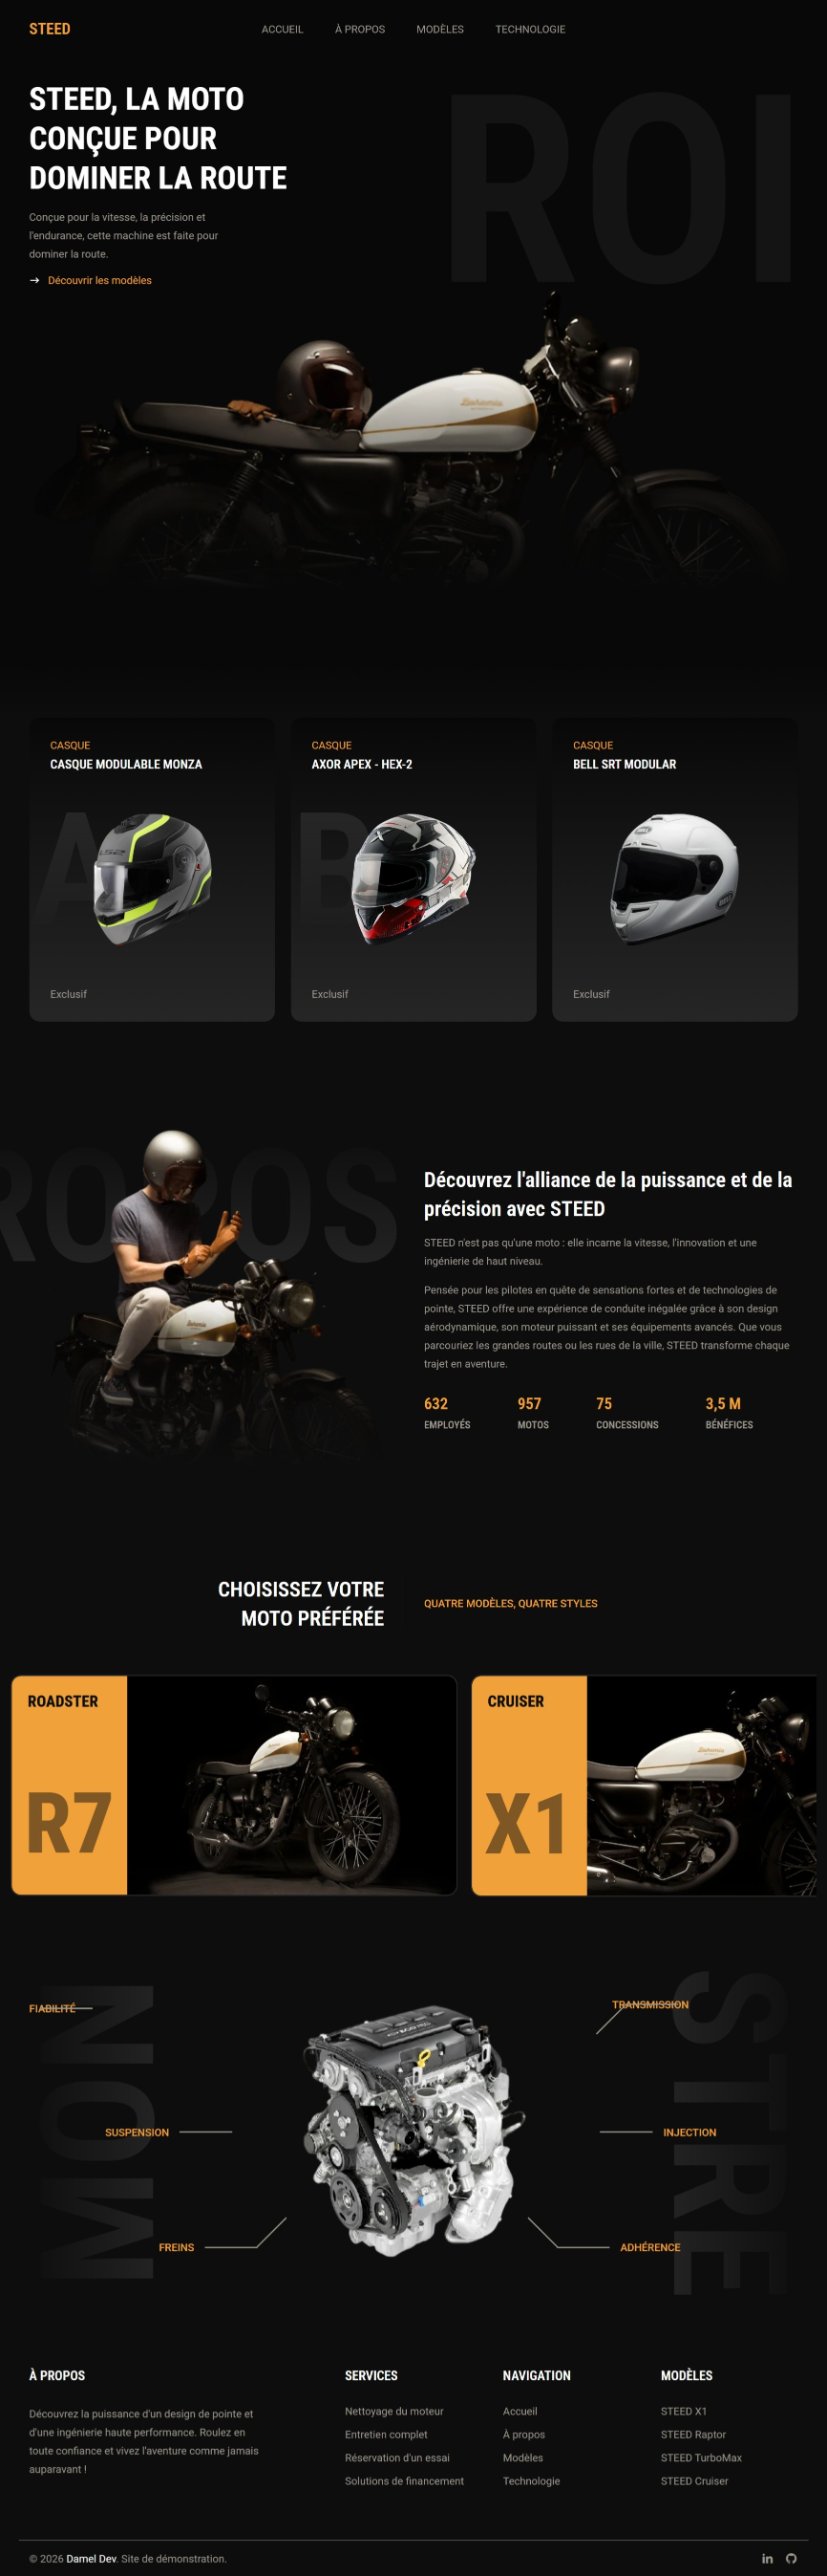 STEED
ACCUEIL
À PROPOS
MODÈLES
TECHNOLOGIE
STEED, LA MOTO
CONÇUE POUR
DOMINER LA ROUTE
ROI
Conçue pour la vitesse, la précision et
l'endurance, cette machine est faite pour
dominer la route.
→ Découvrir les modèles
Bohemia
CASQUE
CASQUE MODULABLE MONZA
A
LS2
Exclusif
CASQUE
AXOR APEX - HEX-2
B
Exclusif
CASQUE
BELL SRT MODULAR
BELL
Exclusif
ROPOS
Bohemia
Découvrez l'alliance de la puissance et de la
précision avec STEED
STEED n'est pas qu'une moto : elle incarne la vitesse, l'innovation et une
ingénierie de haut niveau.
Pensée pour les pilotes en quête de sensations fortes et de technologies de
pointe, STEED offre une expérience de conduite inégalée grâce à son design
aérodynamique, son moteur puissant et ses équipements avancés. Que vous
parcouriez les grandes routes ou les rues de la ville, STEED transforme chaque
trajet en aventure.
632
EMPLOYÉS
957
MOTOS
75
CONCESSIONS
3,5 M
BÉNÉFICES
CHOISISSEZ VOTRE
MOTO PRÉFÉRÉE
QUATRE MODÈLES, QUATRE STYLES
ROADSTER
R7
CRUISER
X1
Bohemia
MON
STRE
FIABILITÉ
TRANSMISSION
SUSPENSION
INJECTION
FREINS
ADHÉRENCE
À PROPOS
Découvrez la puissance d'un design de pointe et
d'une ingénierie haute performance. Roulez en
toute confiance et vivez l'aventure comme jamais
auparavant !
SERVICES
Nettoyage du moteur
Entretien complet
Réservation d'un essai
Solutions de financement
NAVIGATION
Accueil
À propos
Modèles
Technologie
MODÈLES
STEED X1
STEED Raptor
STEED TurboMax
STEED Cruiser
© 2026 Damel Dev. Site de démonstration.
in